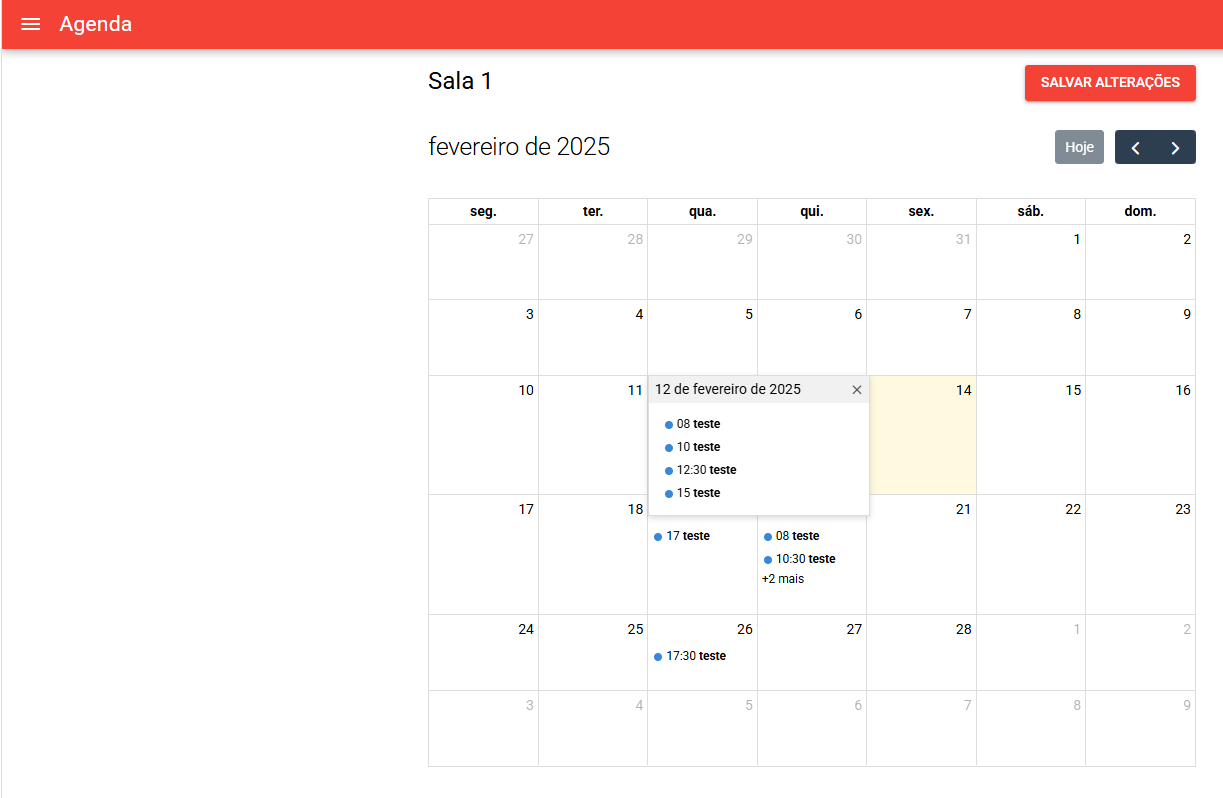 Agenda
Sala 1
SALVAR ALTERAÇÕES
fevereiro de 2025
Hoje
seg. ter. qua. qui. sex. sáb. dom.
27 28 29 30 31 1 2
3 4 5 6 7 8 9
10 11 12 de fevereiro de 2025 14 15 16
08 teste
10 teste
12:30 teste
15 teste
17 18 21 22 23
17 teste 08 teste
10:30 teste
+2 mais
24 25 26 27 28 1 2
17:30 teste
3 4 5 6 7 8 9